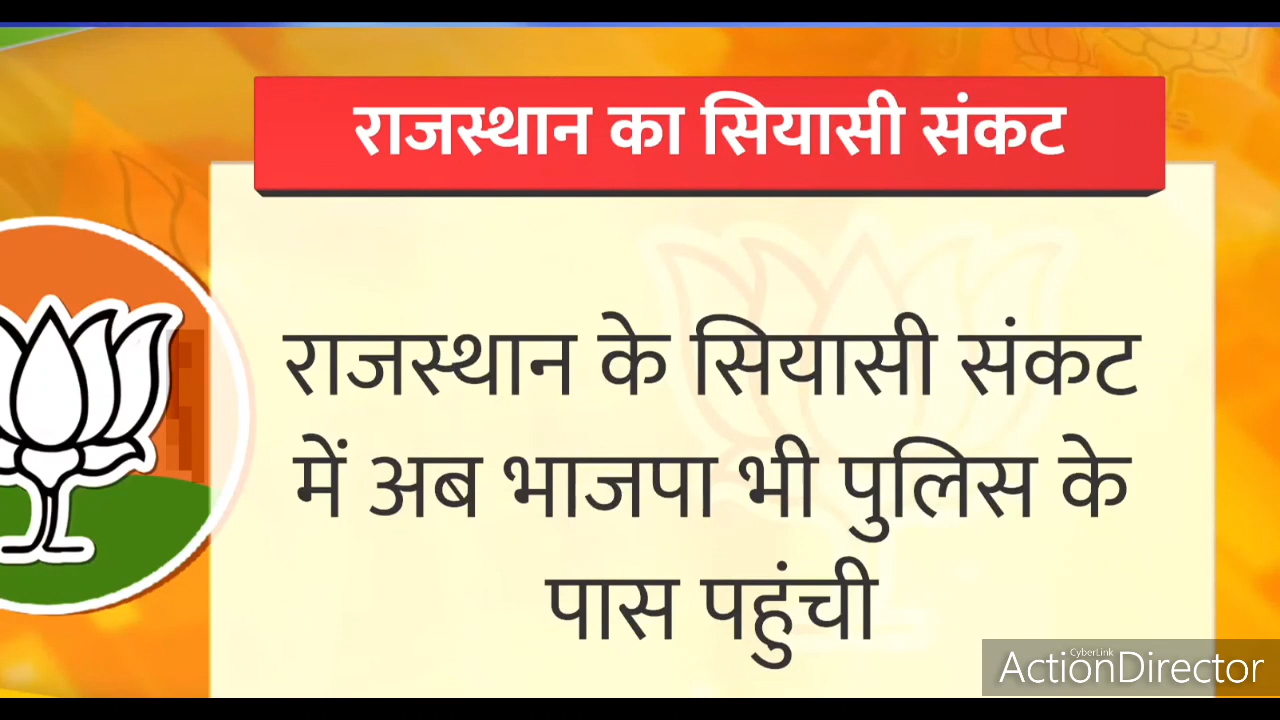 राजस्थान का सियासी संकट
राजस्थान के सियासी संकट
में अब भाजपा भी पुलिस के
पास पहुंची
CyberLink
ActionDirector